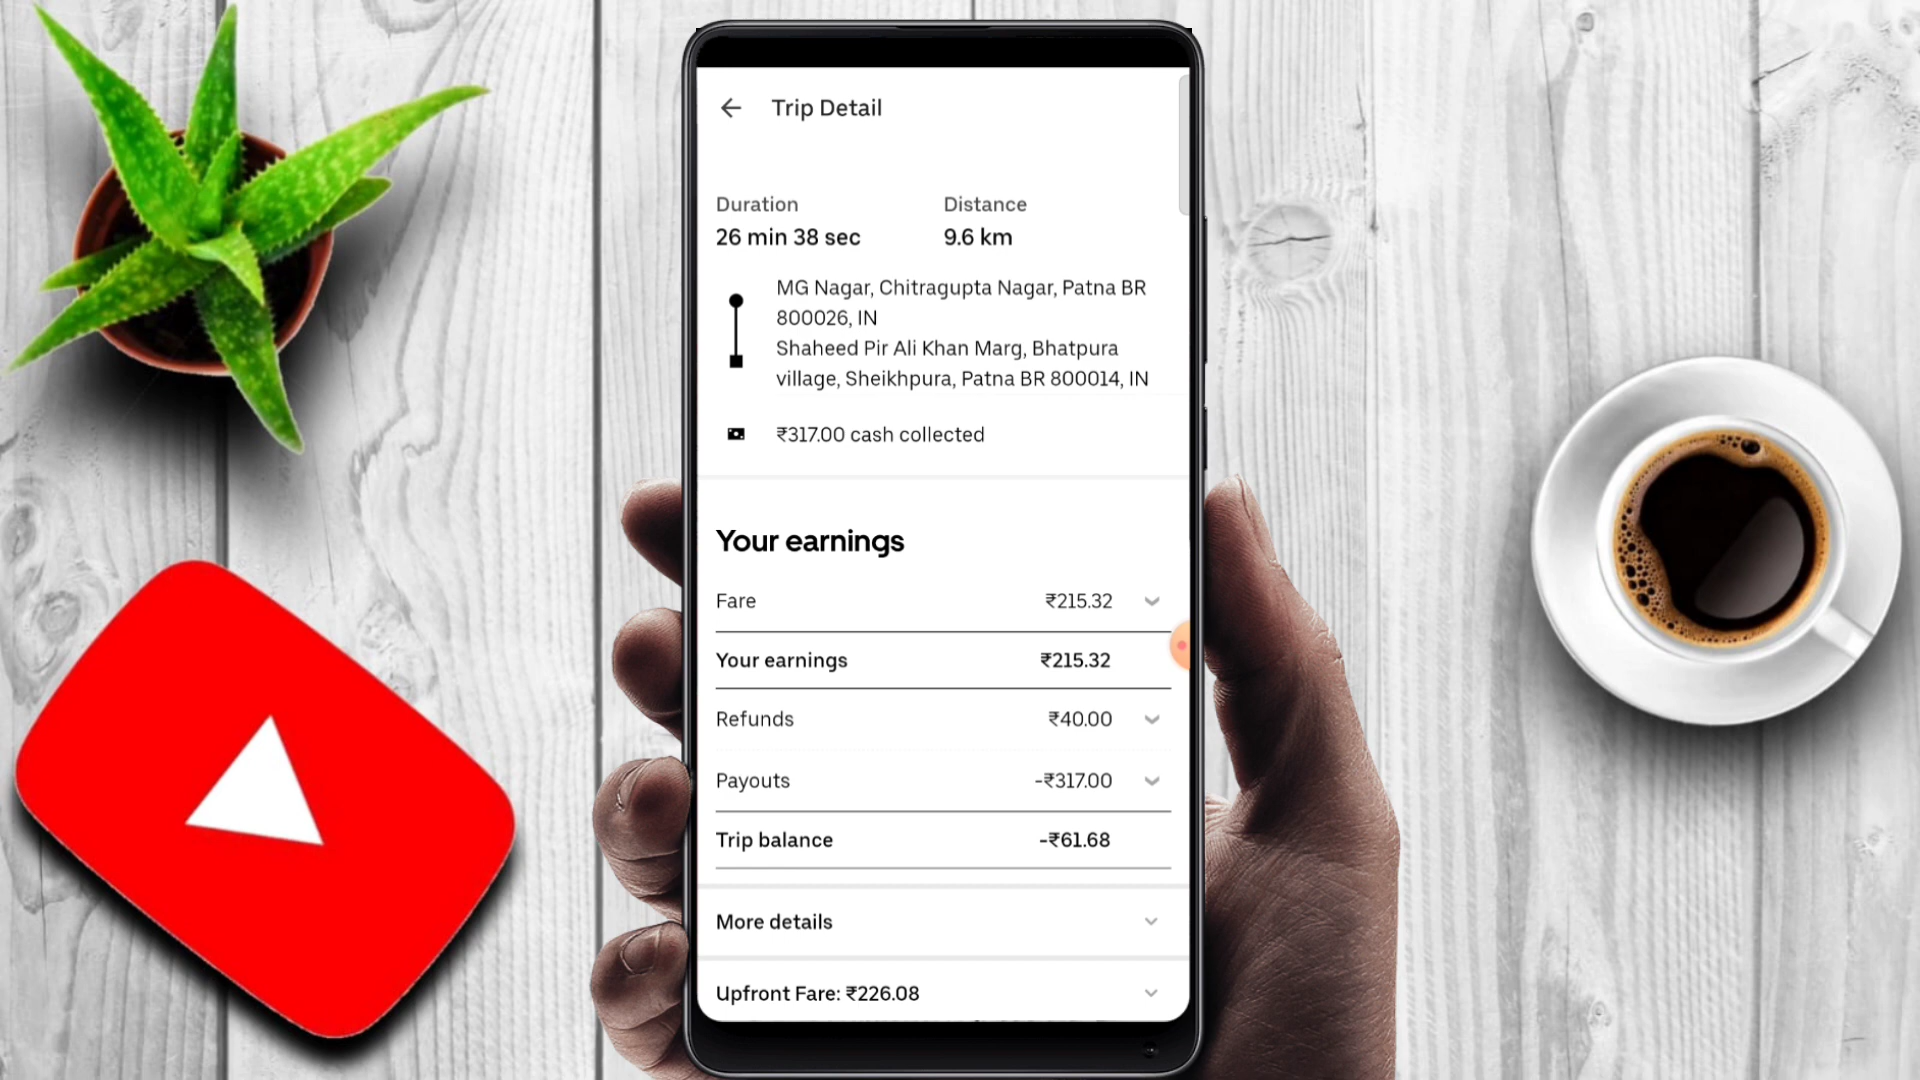 Trip Detail
Duration
Distance
26 min 38 sec
9.6 km
MG Nagar, Chitragupta Nagar, Patna BR
800026, IN
Shaheed Pir Ali Khan Marg, Bhatpura
village, Sheikhpura, Patna BR 800014, IN
₹317.00 cash collected
Your earnings
Fare ₹215.32
Your earnings ₹215.32
Refunds ₹40.00
Payouts -₹317.00
Trip balance -₹61.68
More details
Upfront Fare: ₹226.08